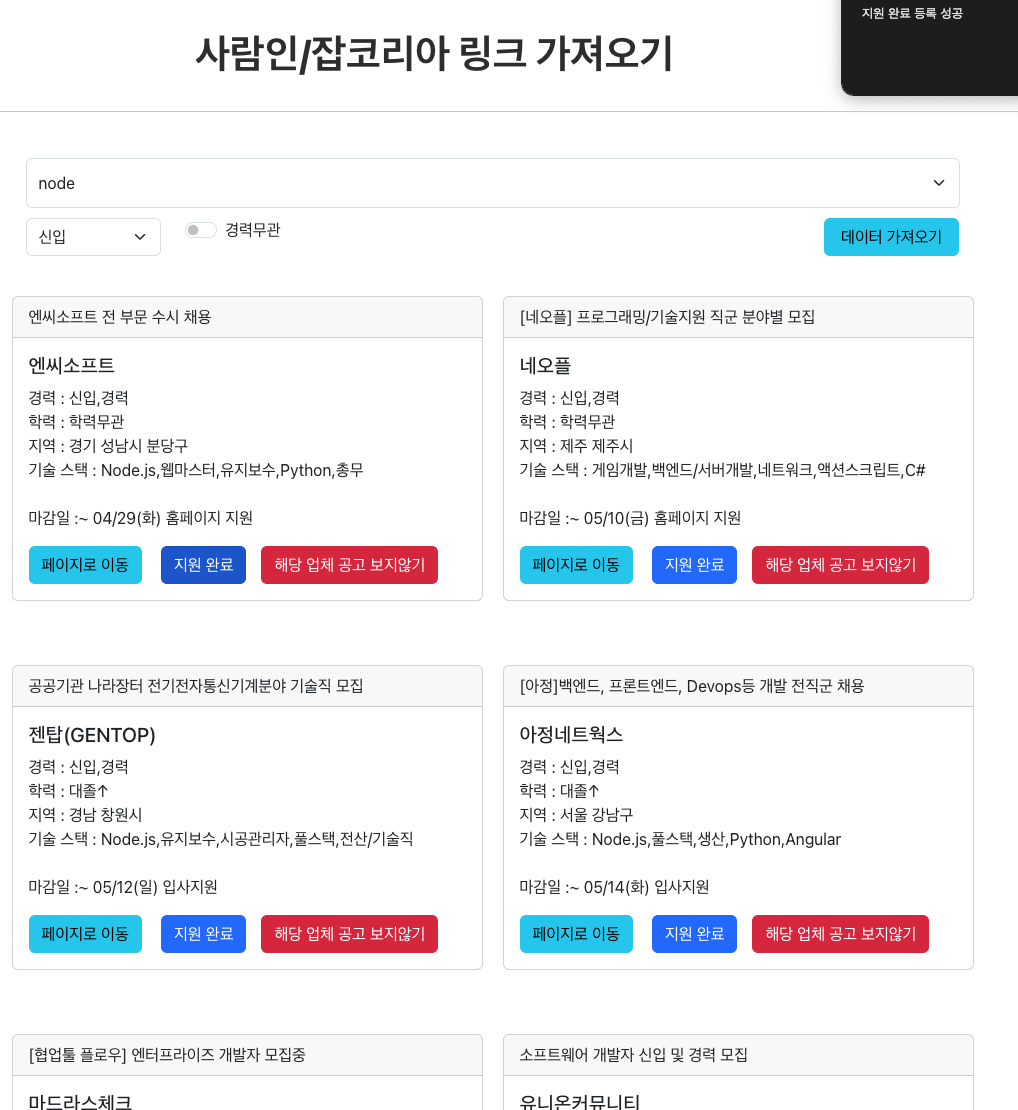 지원 완료 등록 성공
사람인/잡코리아 링크 가져오기
node
신입
경력무관
데이터 가져오기
엔씨소프트 전 부문 수시 채용
엔씨소프트
경력 : 신입,경력
학력 : 학력무관
지역 : 경기 성남시 분당구
기술 스택 : Node.js,웹마스터,유지보수,Python,총무
마감일 :~ 04/29(화) 홈페이지 지원
페이지로 이동
지원 완료
해당 업체 공고 보지않기
[네오플] 프로그래밍/기술지원 직군 분야별 모집
네오플
경력 : 신입,경력
학력 : 학력무관
지역 : 제주 제주시
기술 스택 : 게임개발,백엔드/서버개발,네트워크,액션스크립트,C#
마감일 :~ 05/10(금) 홈페이지 지원
페이지로 이동
지원 완료
해당 업체 공고 보지않기
공공기관 나라장터 전기전자통신기계분야 기술직 모집
젠탑(GENTOP)
경력 : 신입,경력
학력 : 대졸↑
지역 : 경남 창원시
기술 스택 : Node.js,유지보수,시공관리자,풀스택,전산/기술직
마감일 :~ 05/12(일) 입사지원
페이지로 이동
지원 완료
해당 업체 공고 보지않기
[아정]백엔드, 프론트엔드, Devops등 개발 전직군 채용
아정네트웍스
경력 : 신입,경력
학력 : 대졸↑
지역 : 서울 강남구
기술 스택 : Node.js,풀스택,생산,Python,Angular
마감일 :~ 05/14(화) 입사지원
페이지로 이동
지원 완료
해당 업체 공고 보지않기
[협업툴 플로우] 엔터프라이즈 개발자 모집중
마드라스체크
소프트웨어 개발자 신입 및 경력 모집
유니온커뮤니티